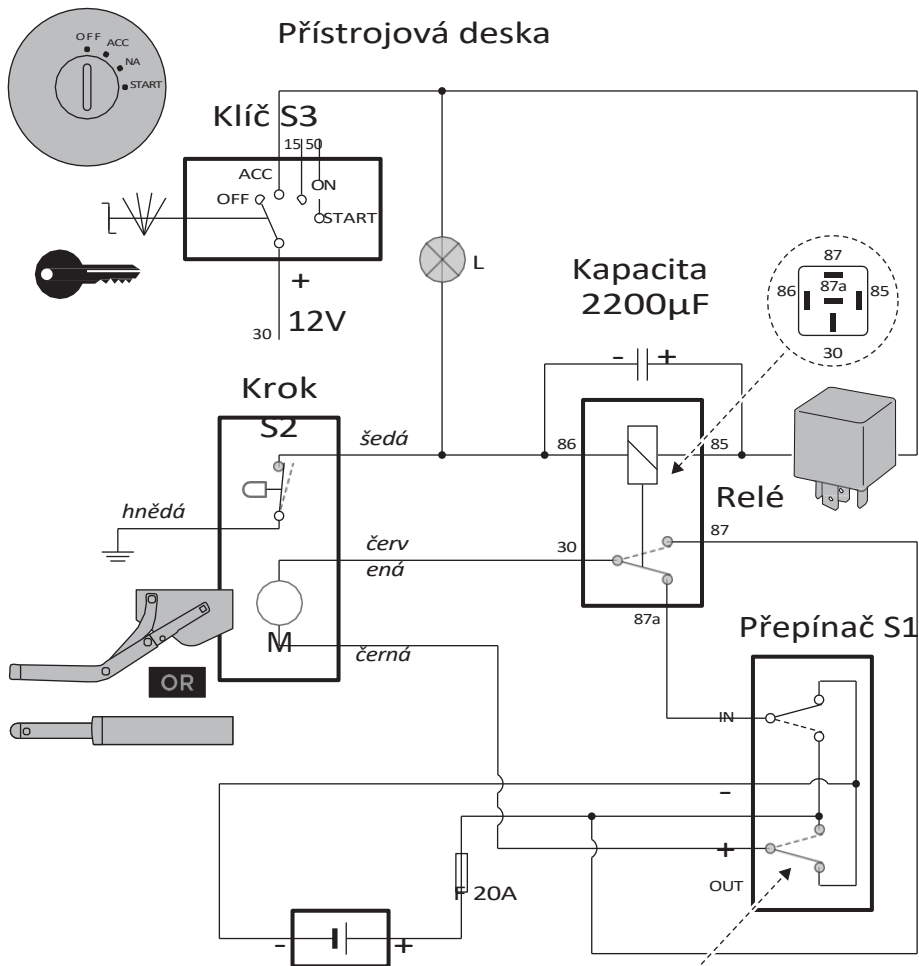 Přístrojová deska
OFF
ACC
NA
START
Klíč S3
15 50
ACC
ON
OFF
START
+
12V
30
L
Kapacita
2200µF
- +
87
86
87a
85
30
Krok
S2
šedá
86
85
Relé
hnědá
červ
ená
30
87
87a
M
černá
OR
Přepínač S1
IN
-
+
OUT
F 20A
- +